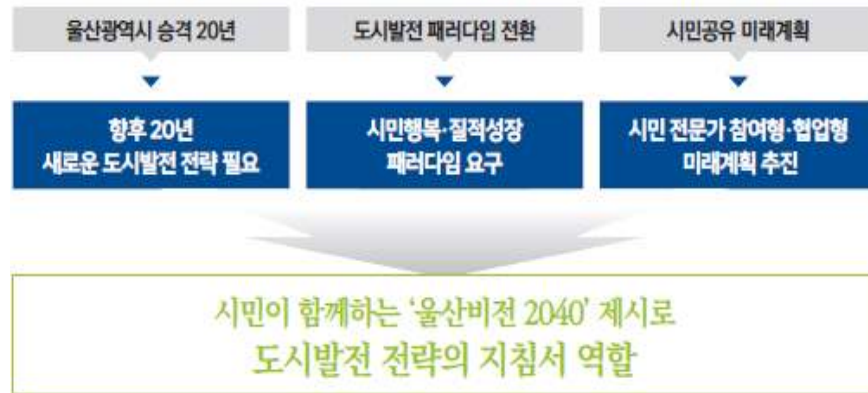 울산광역시 승격 20년
도시발전 패러다임 전환
시민공유 미래계획
향후 20년
새로운 도시발전 전략 필요
시민행복·질적성장
패러다임 요구
시민 전문가 참여형·협업형
미래계획 추진
시민이 함께하는 ‘울산비전 2040’ 제시로
도시발전 전략의 지침서 역할